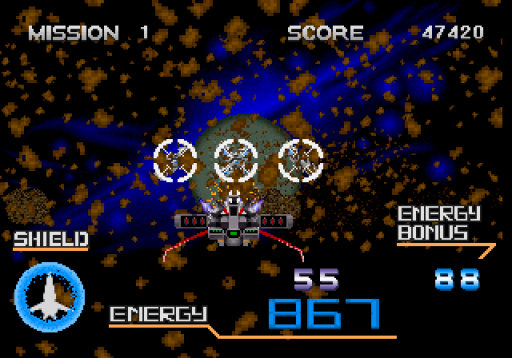 MISSION 1 SCORE 47420
ENERGY
BONUS
SHIELD
55 88
ENERGY 867